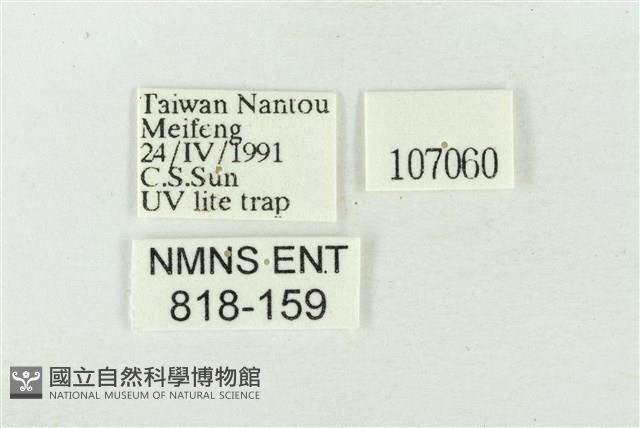 Taiwan Nantou
Meifeng
24/IV/1991
C.S.Sun
UV lite trap
107060
NMNS ENT
818-159
國立自然科學博物館
NATIONAL MUSEUM OF NATURAL SCIENCE